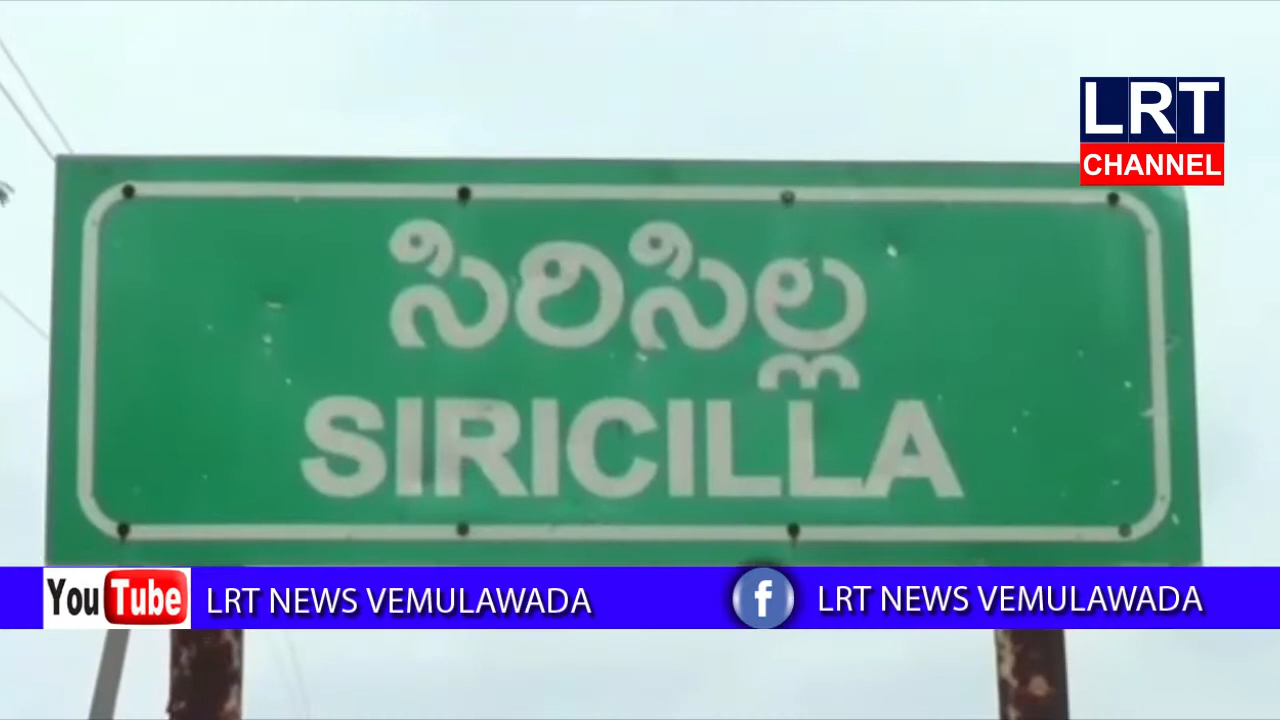 LRT
CHANNEL
సిరిసిల్ల
SIRICILLA
YouTube LRT NEWS VEMULAWADA
f LRT NEWS VEMULAWADA